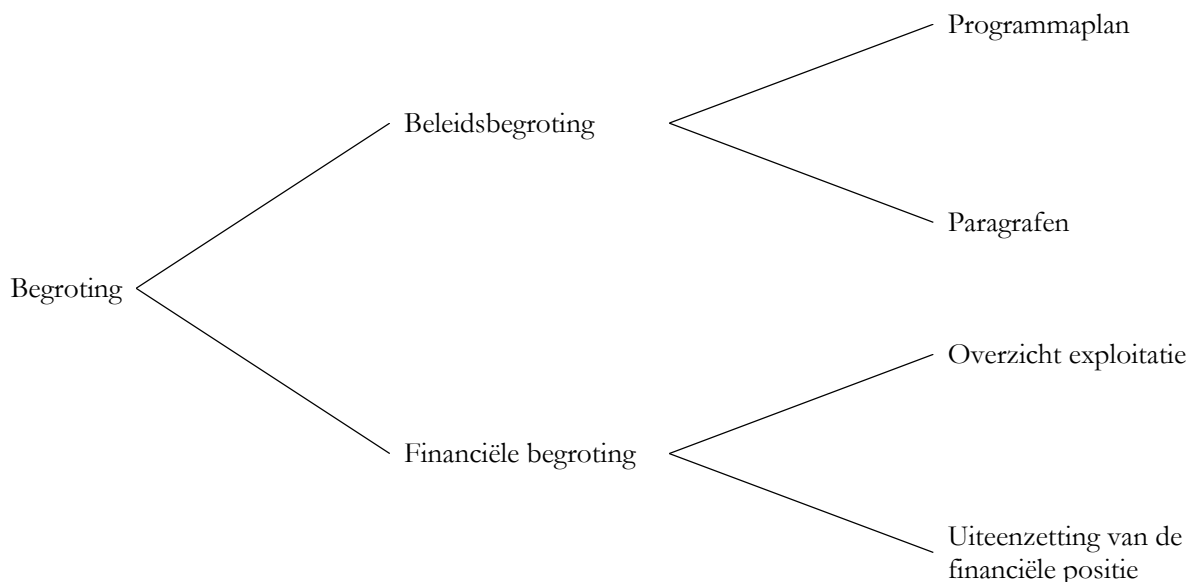 Programmaplan
Beleidsbegroting
Paragrafen
Begroting
Overzicht exploitatie
Financiële begroting
Uiteenzetting van de
financiële positie